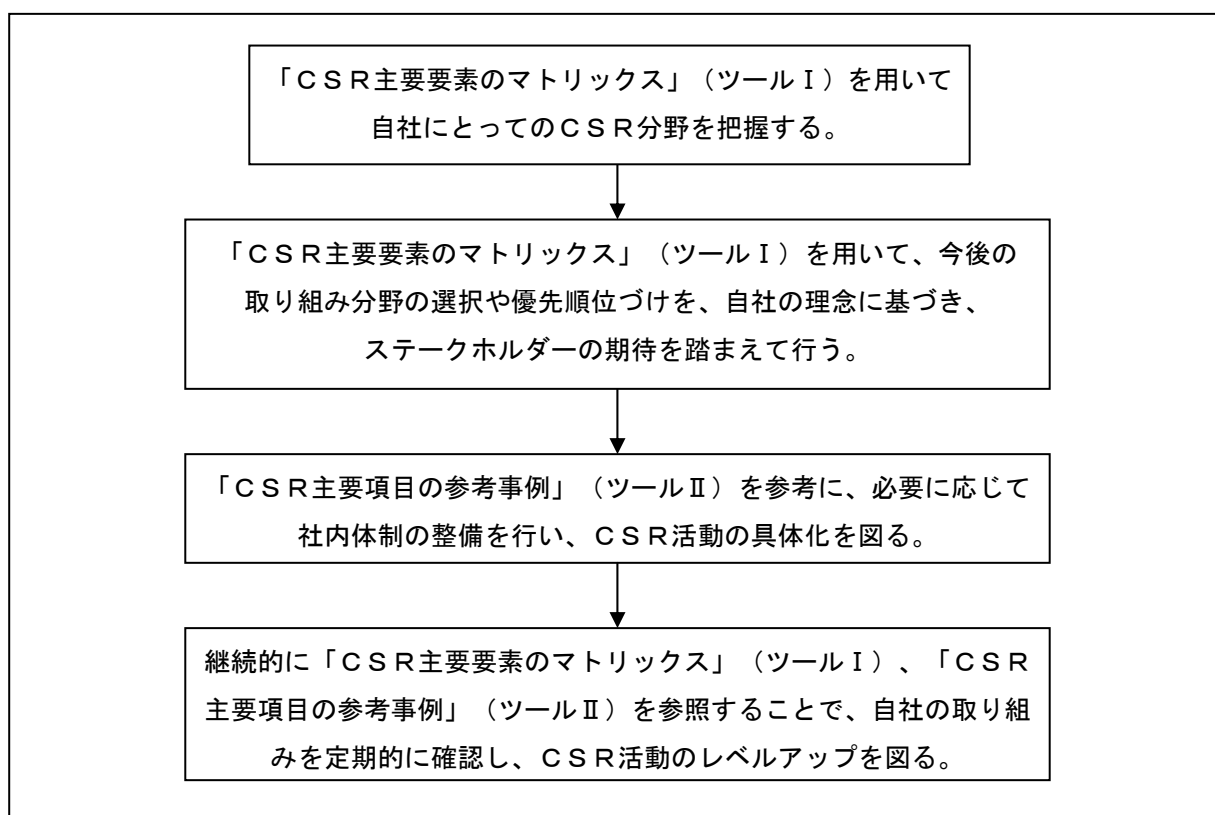 「ＣＳＲ主要要素のマトリックス」（ツールⅠ）を用いて
自社にとってのＣＳＲ分野を把握する。
「ＣＳＲ主要要素のマトリックス」（ツールⅠ）を用いて、今後の
取り組み分野の選択や優先順位づけを、自社の理念に基づき、
ステークホルダーの期待を踏まえて行う。
「ＣＳＲ主要項目の参考事例」（ツールⅡ）を参考に、必要に応じて
社内体制の整備を行い、ＣＳＲ活動の具体化を図る。
継続的に「ＣＳＲ主要要素のマトリックス」（ツールⅠ）、「ＣＳＲ
主要項目の参考事例」（ツールⅡ）を参照することで、自社の取り組
みを定期的に確認し、ＣＳＲ活動のレベルアップを図る。